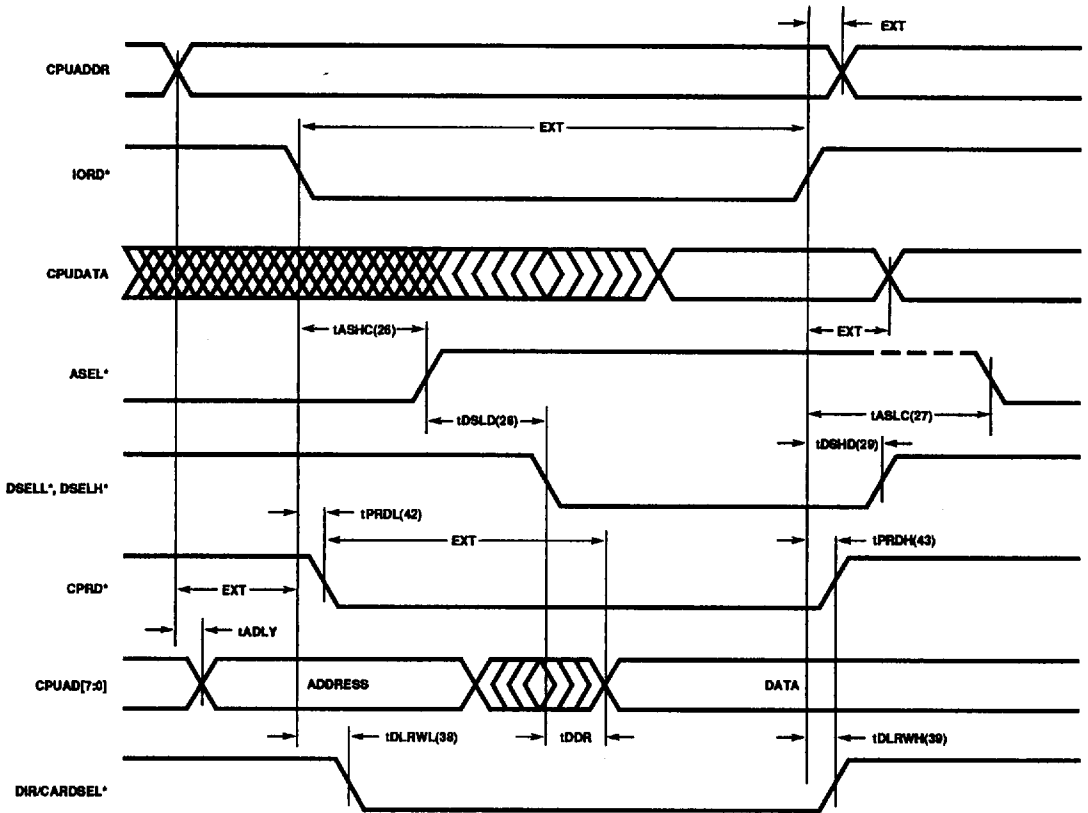 EXT
CPUADDR
EXT
IORD*
CPUDATA
tASHC(26)
EXT
ASEL*
tDSLD(28)
tASLC(27)
tDSHD(29)
DSELL*, DSELH*
tPRDL(42)
EXT
tPRDH(43)
CPRD*
EXT
tADLY
CPUAD[7:0]
ADDRESS
DATA
tDLRWL(38)
tDDR
tDLRWH(39)
DIR/CARDSEL*